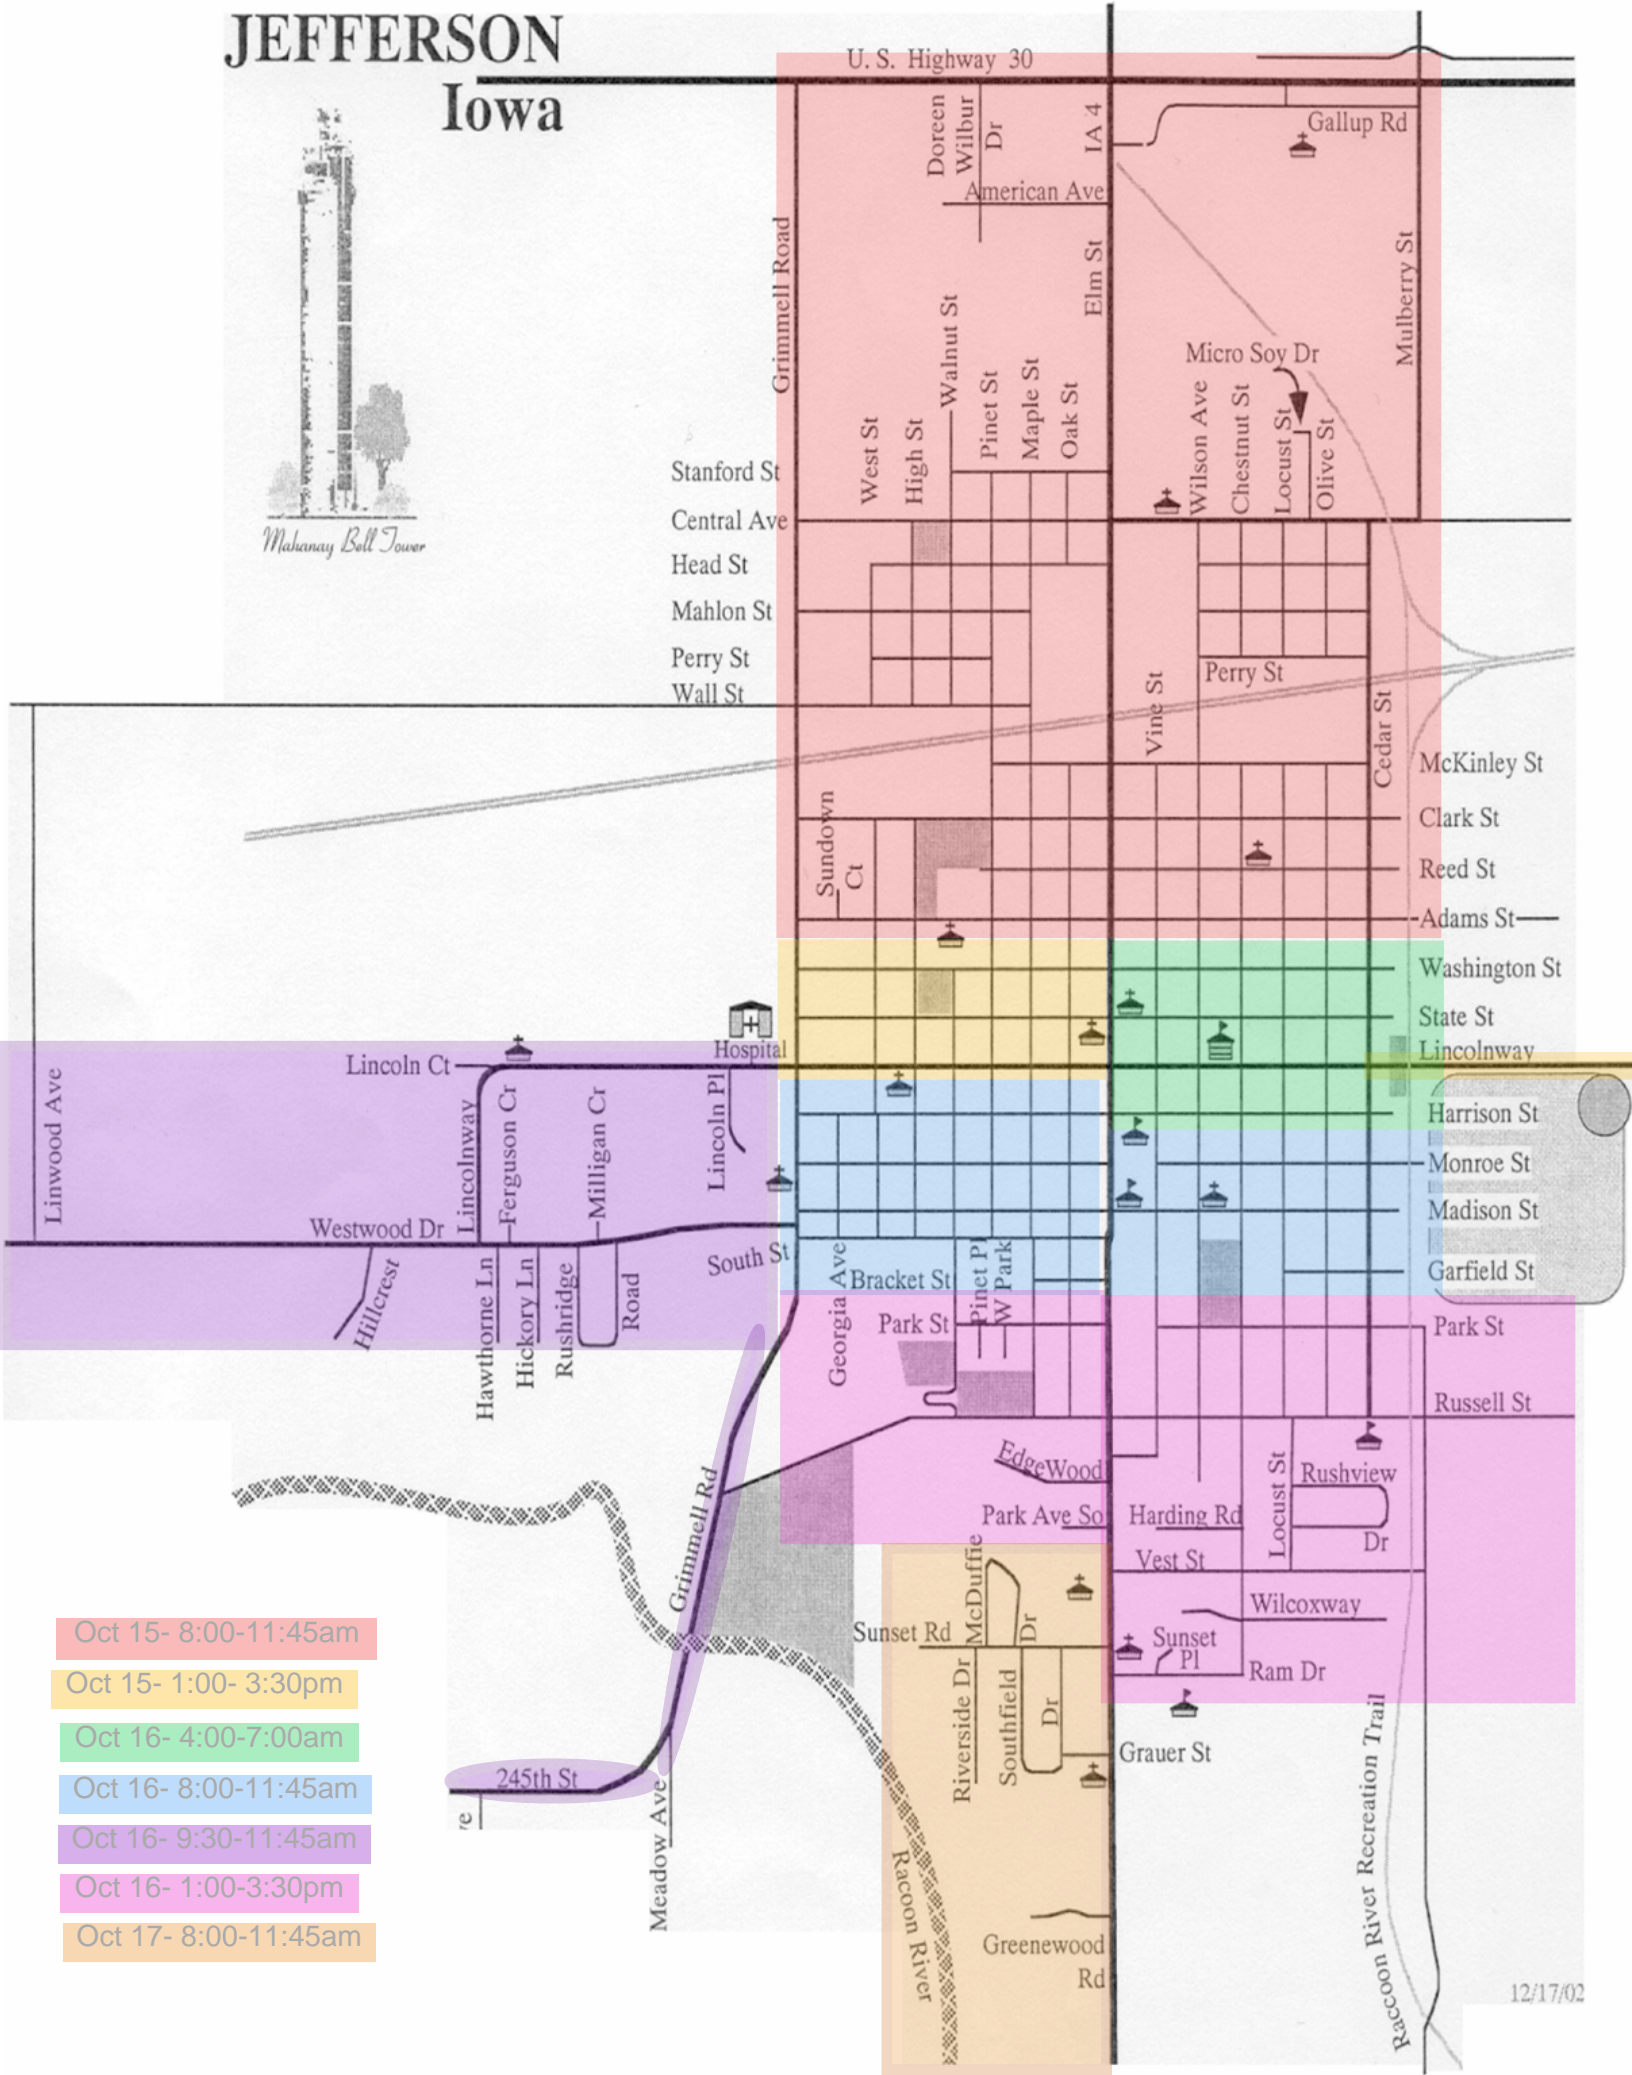 JEFFERSON
Iowa
Mahanay Bell Tower
U. S. Highway 30
Doreen
Wilbur
Dr
IA 4
Gallup Rd
American Ave
Grimmell Road
Elm St
Mulberry St
Micro Soy Dr
West St
High St
Walnut St
Pinet St
Maple St
Oak St
Wilson Ave
Chestnut St
Locust St
Olive St
Stanford St
Central Ave
Head St
Mahlon St
Perry St
Wall St
Perry St
Vine St
Cedar St
McKinley St
Clark St
Reed St
Adams St
Sundown
Ct
Washington St
State St
Lincolnway
Hospital
Lincoln Ct
Linwood Ave
Lincolnway
Ferguson Cr
Milligan Cr
Lincoln Pl
Harrison St
Monroe St
Madison St
Garfield St
Westwood Dr
South St
Hillcrest
Hawthorne Ln
Hickory Ln
Rushridge
Road
Georgia Ave
Bracket St
Pinet Pl
W Park
Park St
Park St
Russell St
EdgeWood
Park Ave So
Harding Rd
Locust St
Rushview
Dr
Vest St
Grimmell Rd
McDuffie
Dr
Sunset Rd
Wilcoxway
Sunset
Pl
Ram Dr
Riverside Dr
Southfield
Dr
Grauer St
245th St
ve
Meadow Ave
Racoon River
Greenewood
Rd
Raccoon River Recreation Trail
12/17/02
Oct 15- 8:00-11:45am
Oct 15- 1:00- 3:30pm
Oct 16- 4:00-7:00am
Oct 16- 8:00-11:45am
Oct 16- 9:30-11:45am
Oct 16- 1:00-3:30pm
Oct 17- 8:00-11:45am